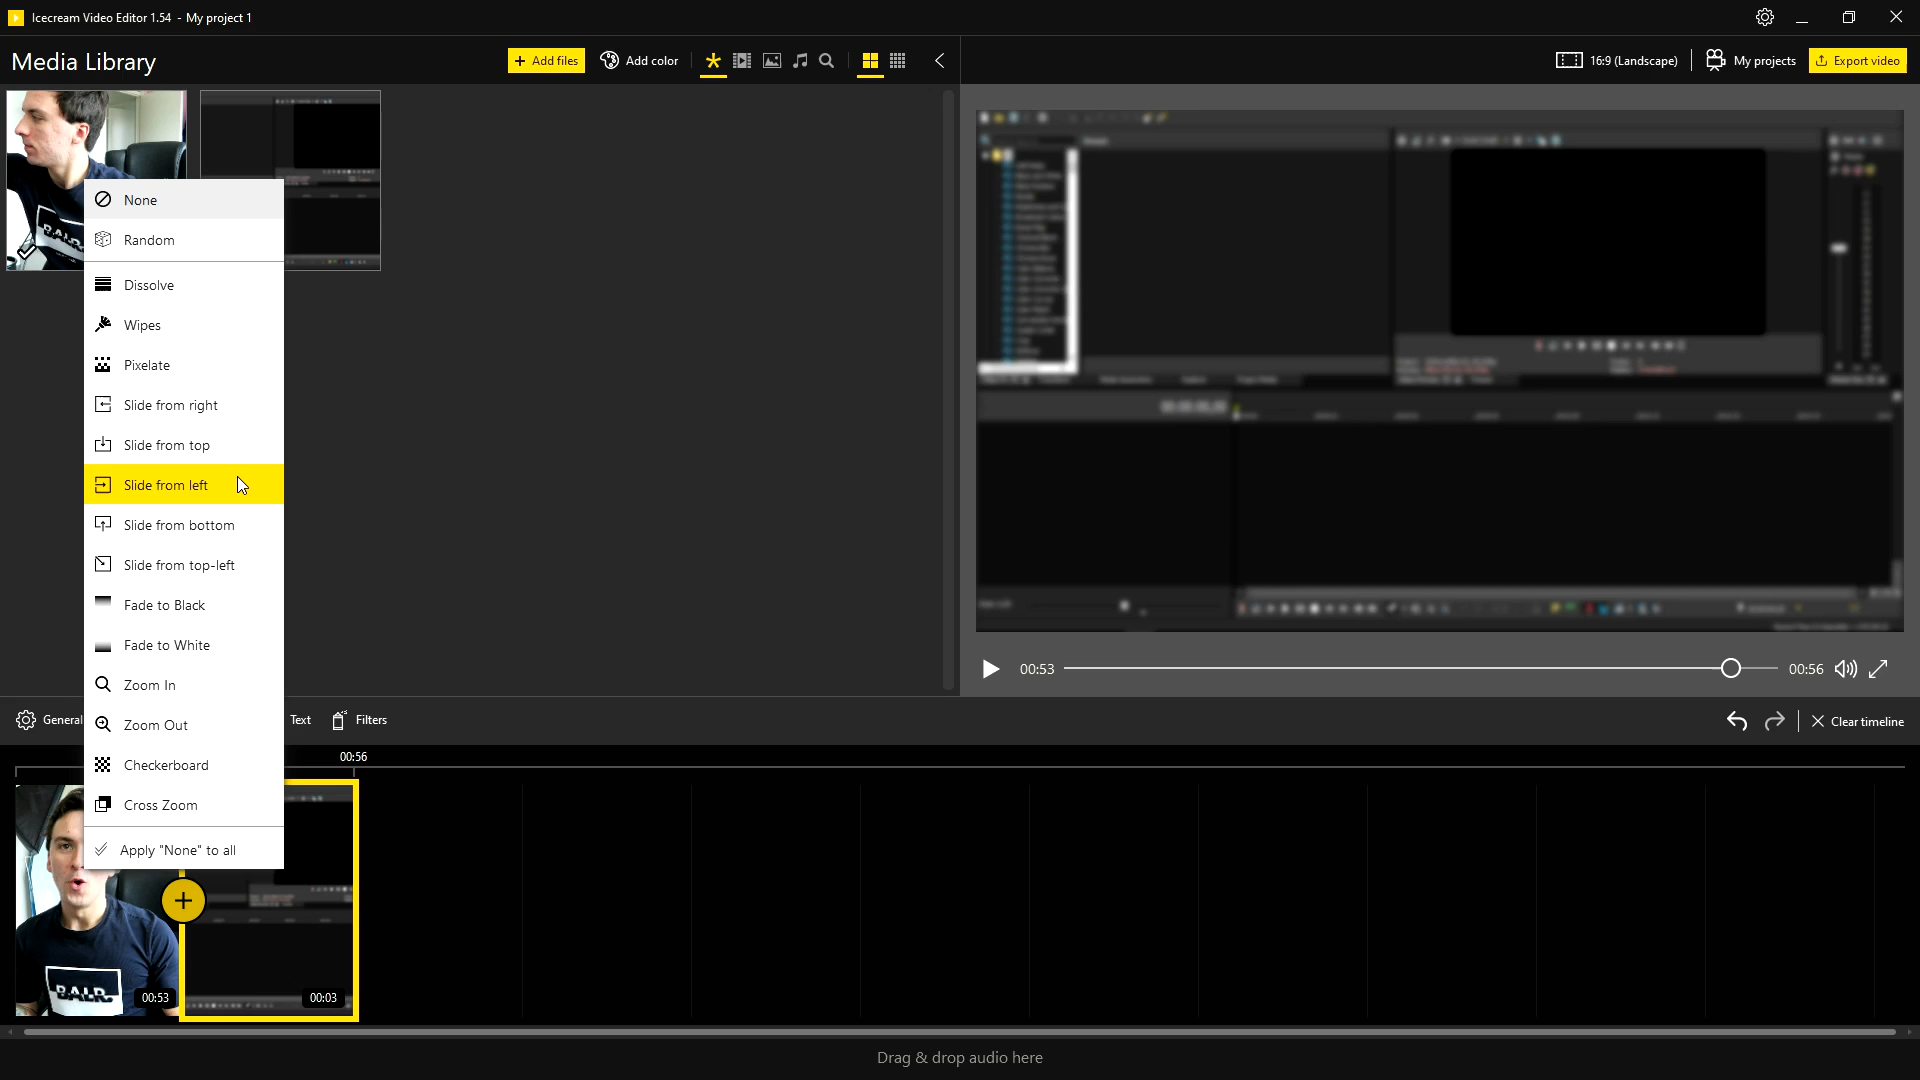 Icecream Video Editor 1.54 - My project 1
Media Library
Add files
Add color
16:9 (Landscape)
My projects
Export video
None
Random
Dissolve
Wipes
Pixelate
Slide from right
Slide from top
Slide from left
Slide from bottom
Slide from top-left
Fade to Black
Fade to White
Zoom In
Zoom Out
Checkerboard
Cross Zoom
Apply "None" to all
00:53
00:56
General
Text
Filters
Clear timeline
00:56
BALR.
00:53
00:03
Drag & drop audio here